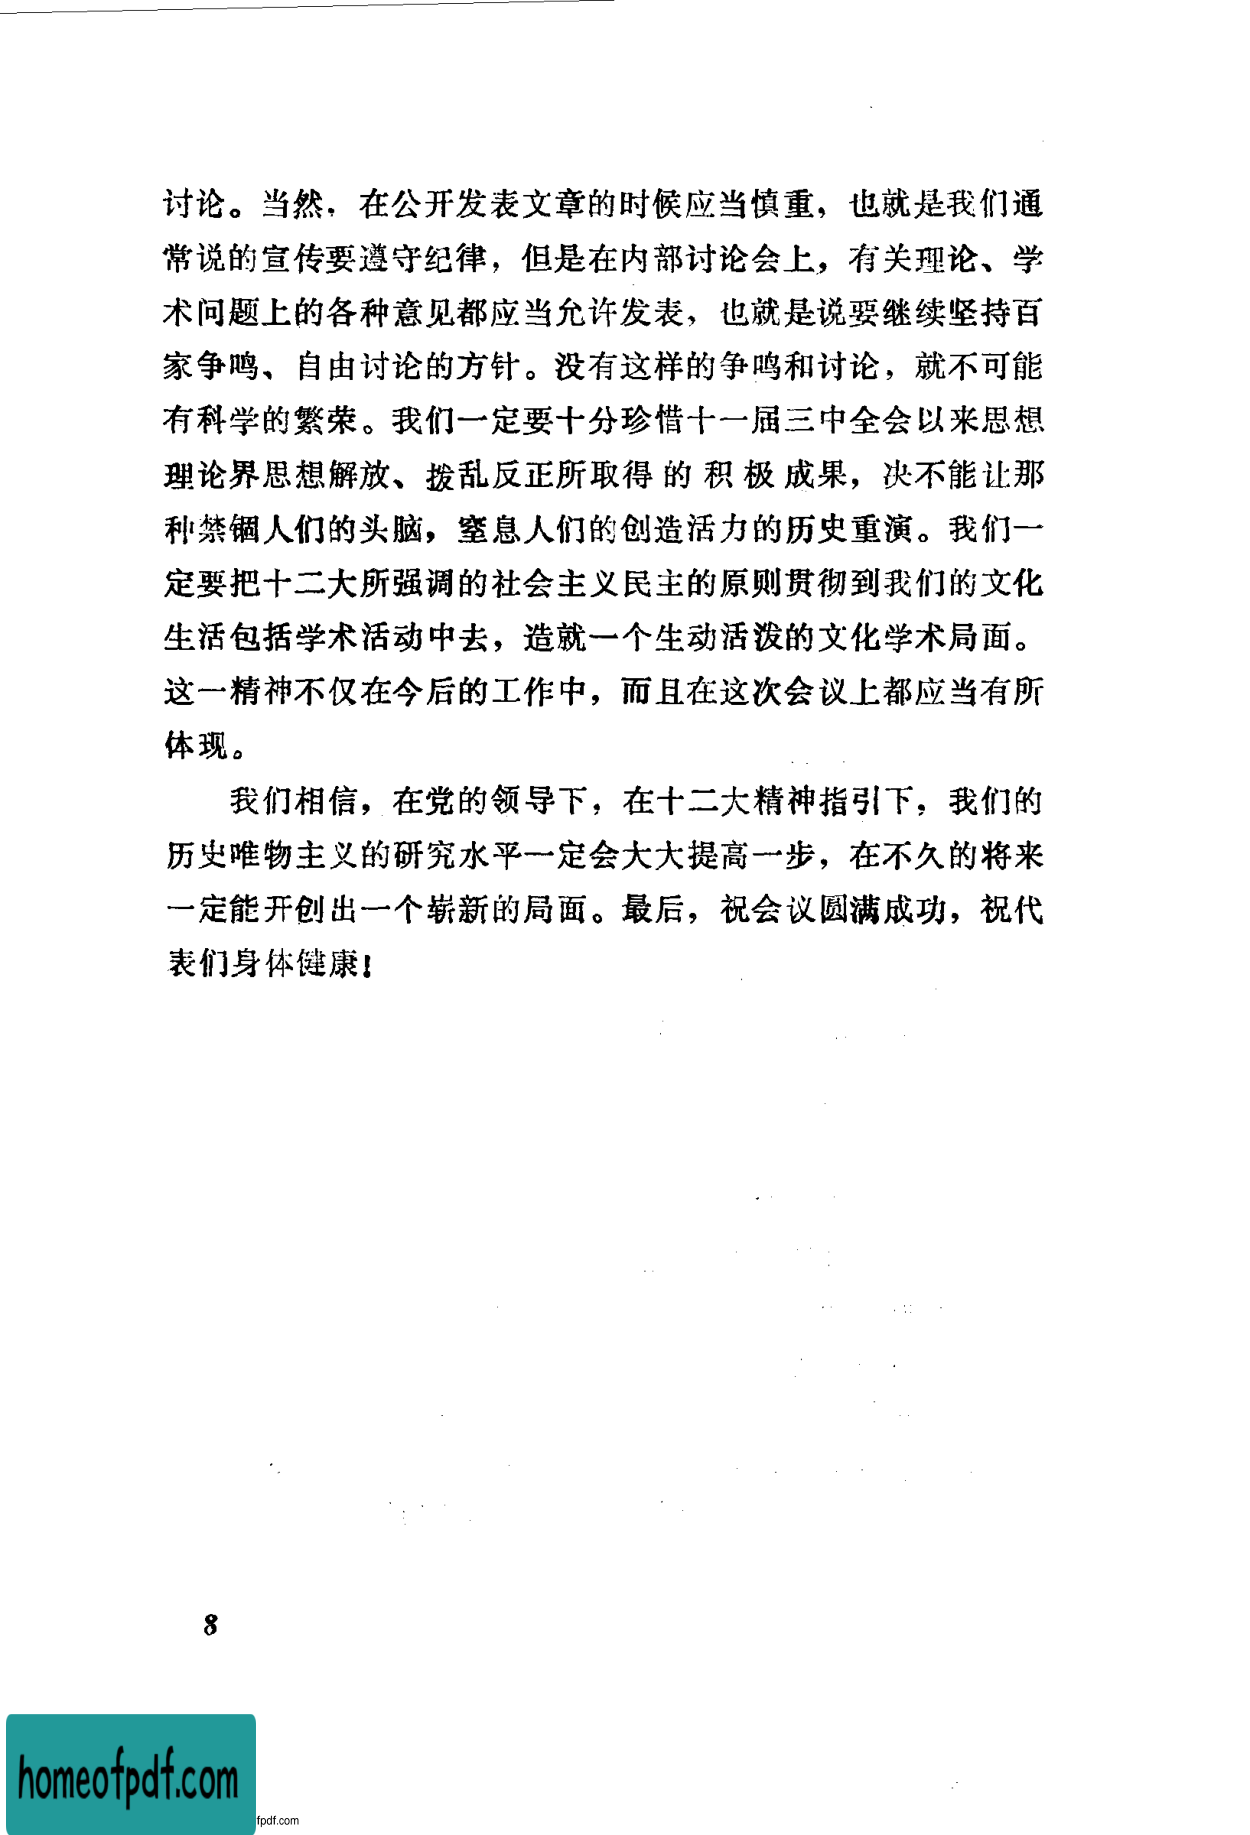 讨论。当然，在公开发表文章的时候应当慎重，也就是我们通
常说的宣传要遵守纪律，但是在内部讨论会上，有关理论、学
术问题上的各种意见都应当允许发表，也就是说要继续坚持百
家争鸣、自由讨论的方针。没有这样的争鸣和讨论，就不可能
有科学的繁荣。我们一定要十分珍惜十一届三中全会以来思想
理论界思想解放、拨乱反正所取得的积极成果，决不能让那
种禁锢人们的头脑，窒息人们的创造活力的历史重演。我们一
定要把十二大所强调的社会主义民主的原则贯彻到我们的文化
生活包括学术活动中去，造就一个生动活泼的文化学术局面。
这一精神不仅在今后的工作中，而且在这次会议上都应当有所
体现。
我们相信，在党的领导下，在十二大精神指引下，我们的
历史唯物主义的研究水平一定会大大提高一步，在不久的将来
一定能开创出一个崭新的局面。最后，祝会议圆满成功，祝代
表们身体健康！
8
homeofpdf.com
fpdf.com